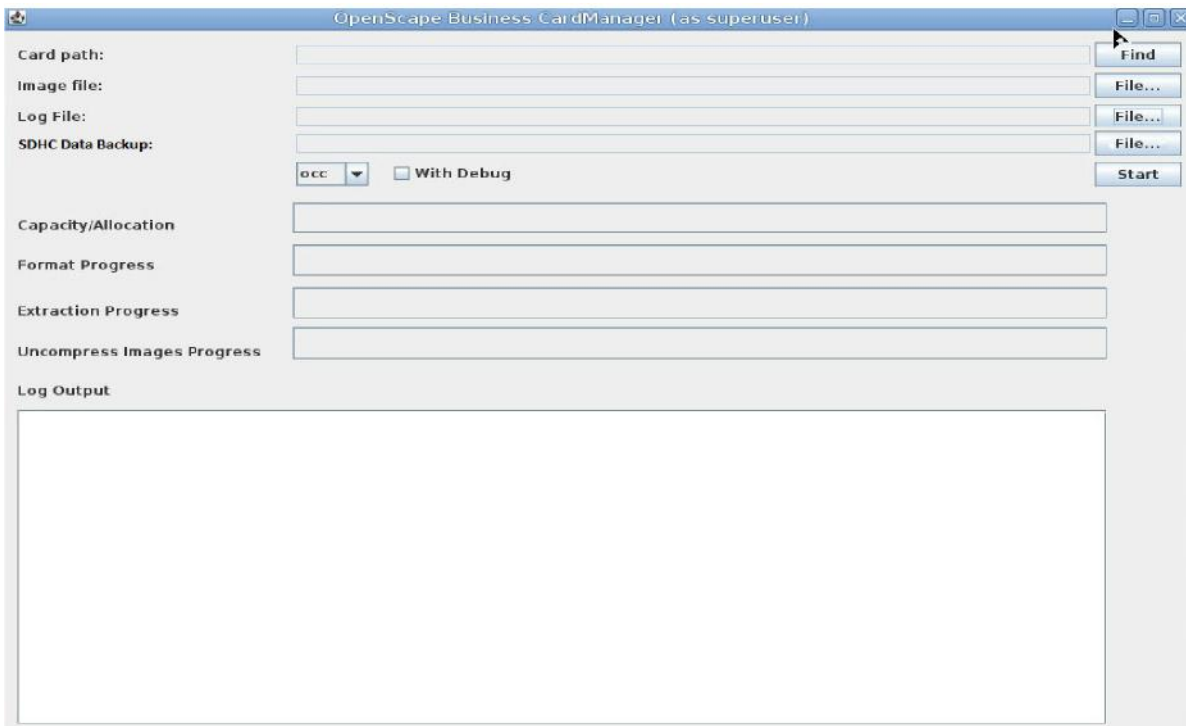 OpenScape Business CardManager (as superuser)
Card path: Find
Image file: File...
Log File: File...
SDHC Data Backup: File...
occ With Debug Start
Capacity/Allocation
Format Progress
Extraction Progress
Uncompress Images Progress
Log Output